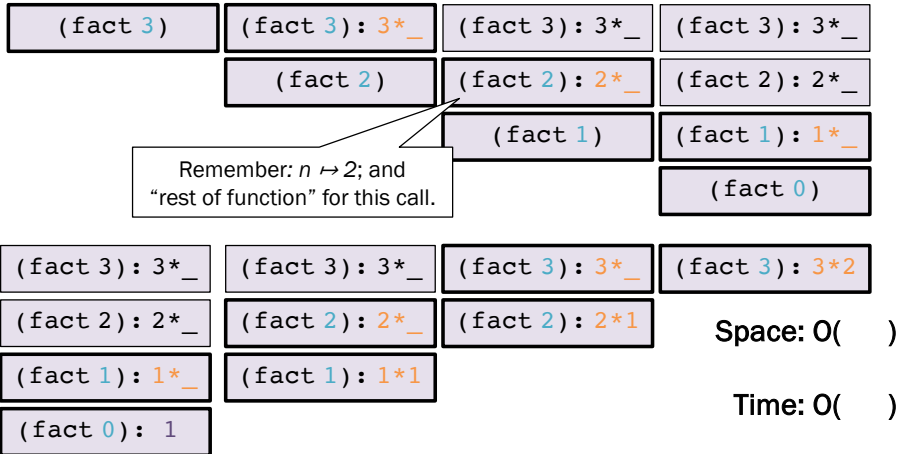 (fact 3) (fact 3): 3*_ (fact 3): 3*_ (fact 3): 3*_
(fact 2) (fact 2): 2*_ (fact 2): 2*_
(fact 1) (fact 1): 1*_
Remember: n ↦ 2; and
“rest of function” for this call.
(fact 0)
(fact 3): 3*_ (fact 3): 3*_ (fact 3): 3*_ (fact 3): 3*2
(fact 2): 2*_ (fact 2): 2*_ (fact 2): 2*1
Space: O( )
(fact 1): 1*_ (fact 1): 1*1
Time: O( )
(fact 0): 1